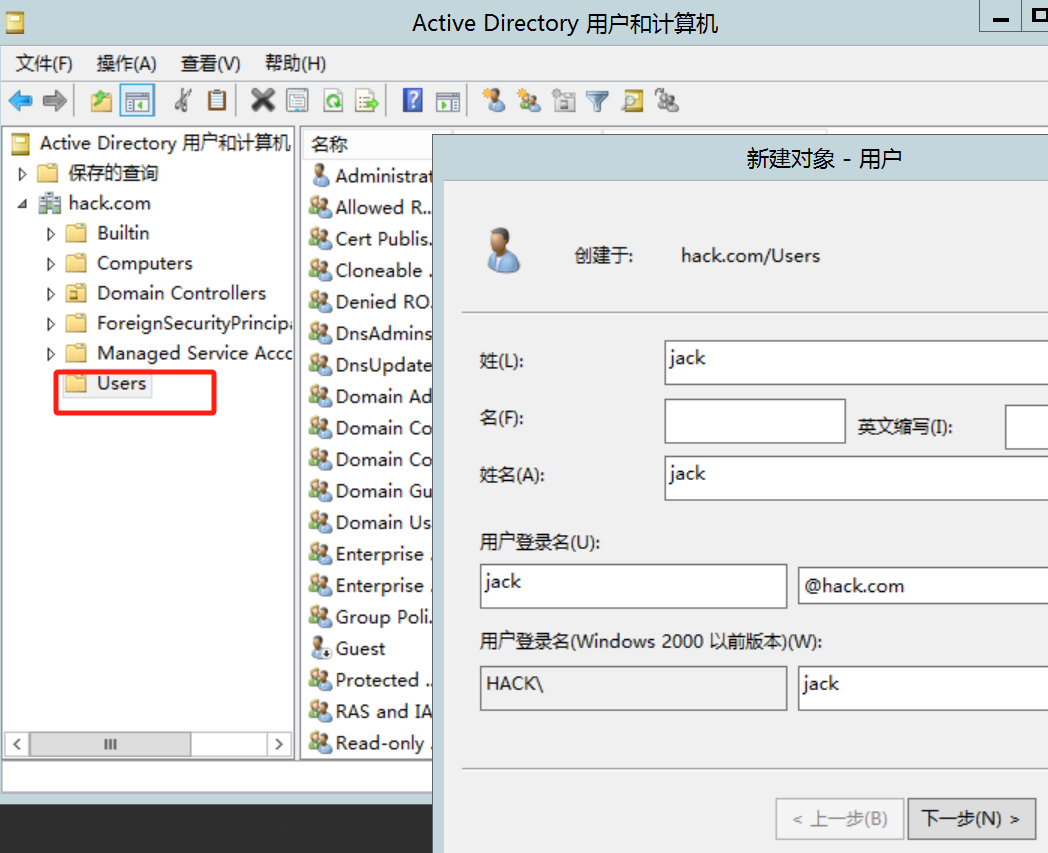 Active Directory 用户和计算机
文件(F) 操作(A) 查看(V) 帮助(H)
Active Directory 用户和计算机
保存的查询
hack.com
Builtin
Computers
Domain Controllers
ForeignSecurityPrincipa
Managed Service Acco
Users
名称
Administrat
Allowed R...
Cert Publis.
Cloneable .
Denied RO.
DnsAdmins
DnsUpdate
Domain Ad
Domain Co
Domain Co
Domain Gu
Domain Us
Enterprise .
Enterprise .
Group Poli.
Guest
Protected ..
RAS and IA
Read-only .
新建对象 - 用户
创建于: hack.com/Users
姓(L): jack
名(F): 英文缩写(I):
姓名(A): jack
用户登录名(U):
jack @hack.com
用户登录名(Windows 2000 以前版本)(W):
HACK\ jack
< 上一步(B) 下一步(N) >